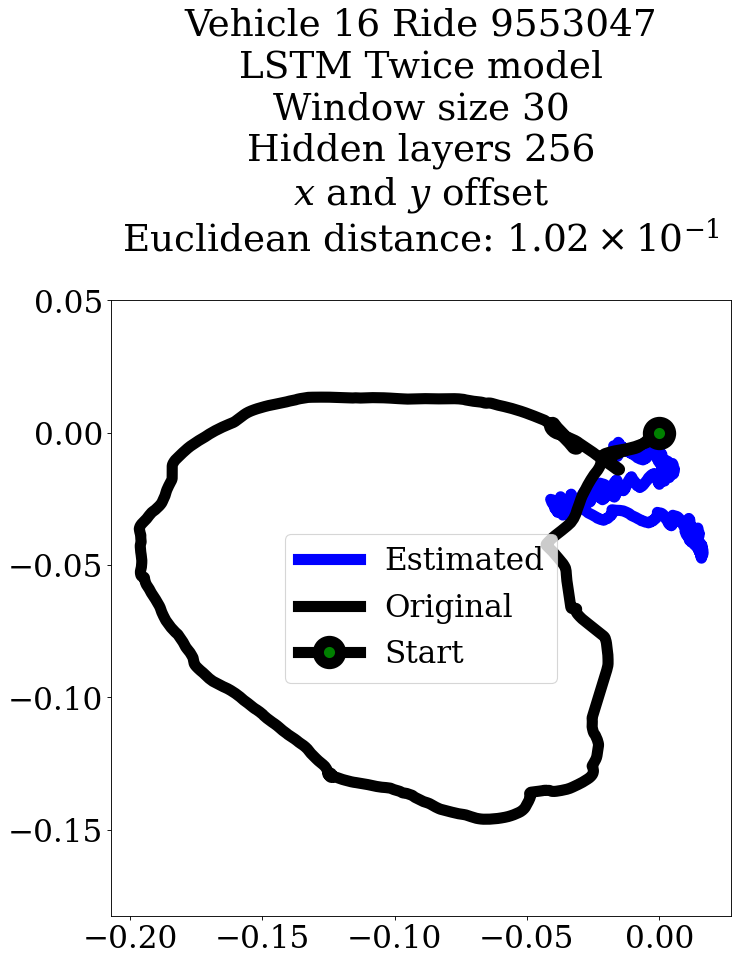 Vehicle 16 Ride 9553047
LSTM Twice model
Window size 30
Hidden layers 256
x and y offset
Euclidean distance: 1.02 × 10⁻¹
0.05
0.00
−0.05
−0.10
−0.15
Estimated
Original
Start
−0.20 −0.15 −0.10 −0.05 0.00